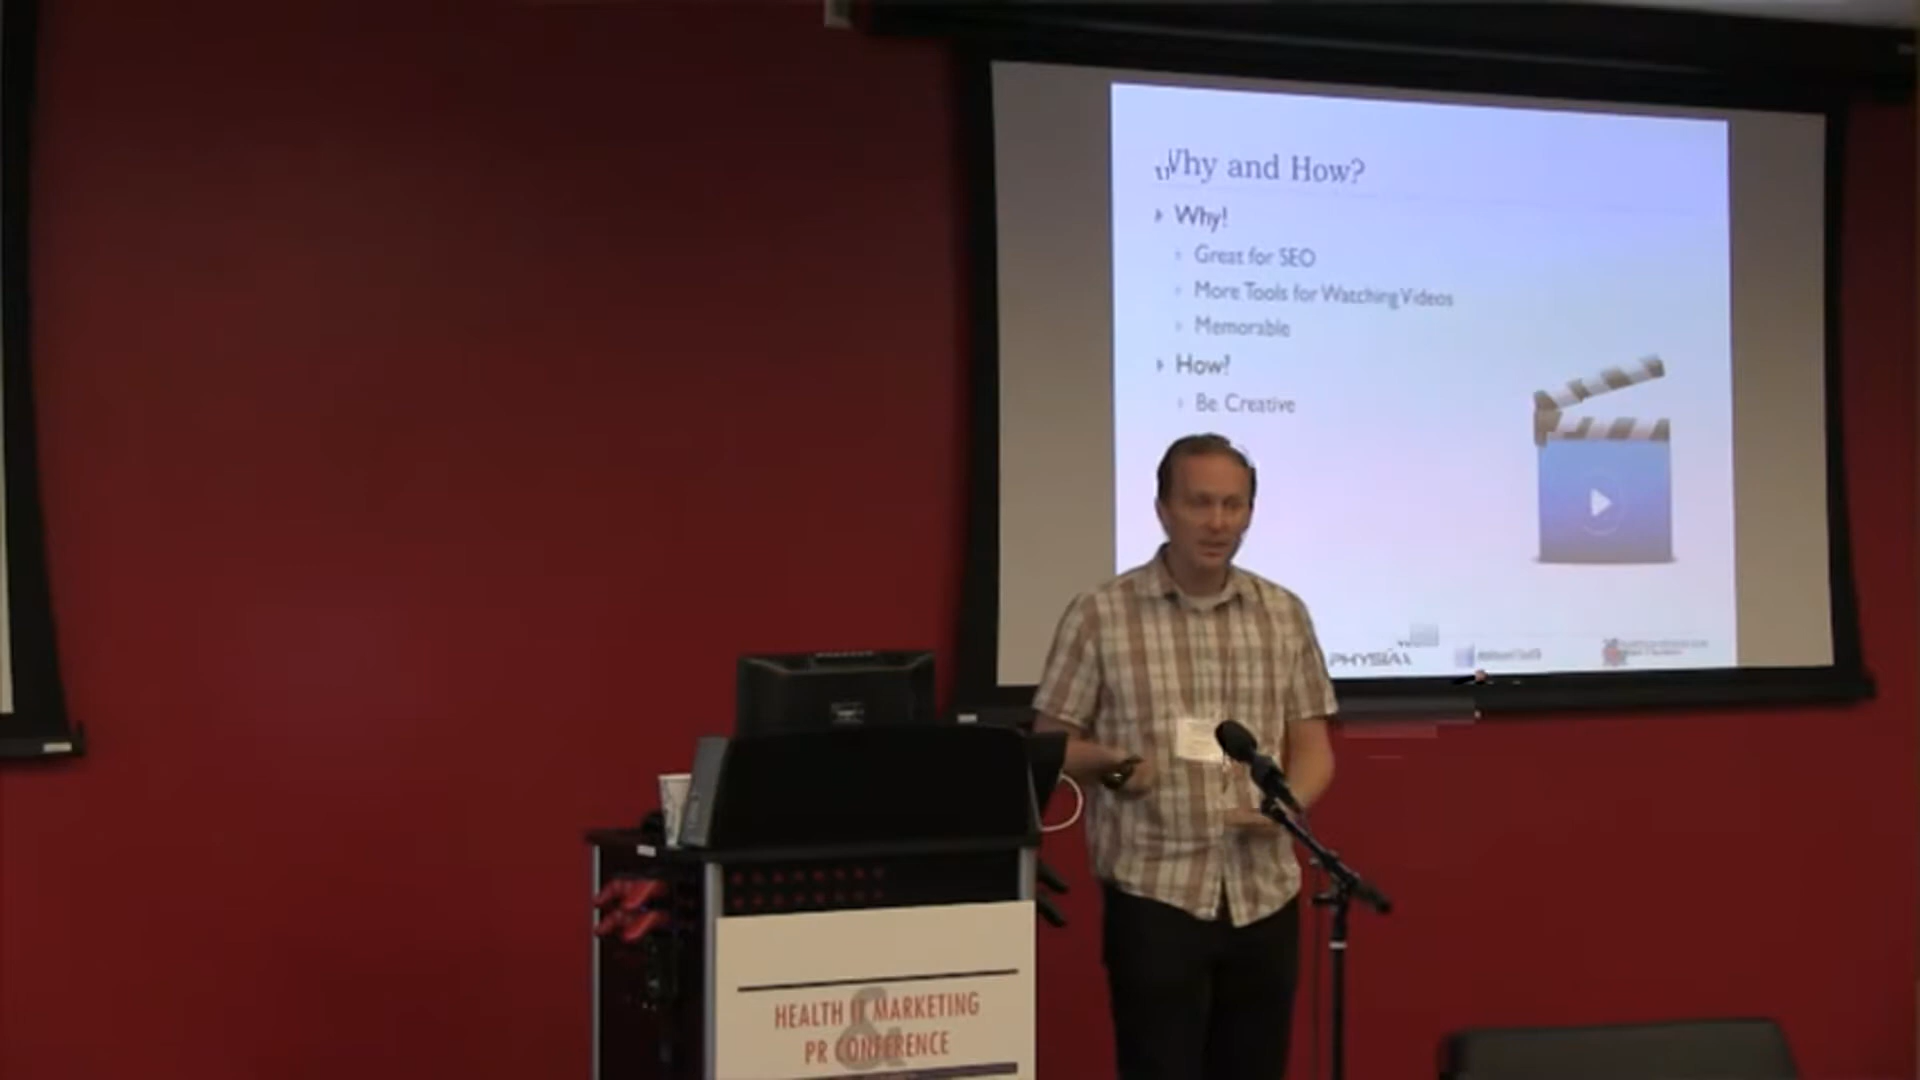 Why and How?
Why!
Great for SEO
More Tools for Watching Videos
Memorable
How!
Be Creative
HEALTH IT MARKETING
&
PR CONFERENCE